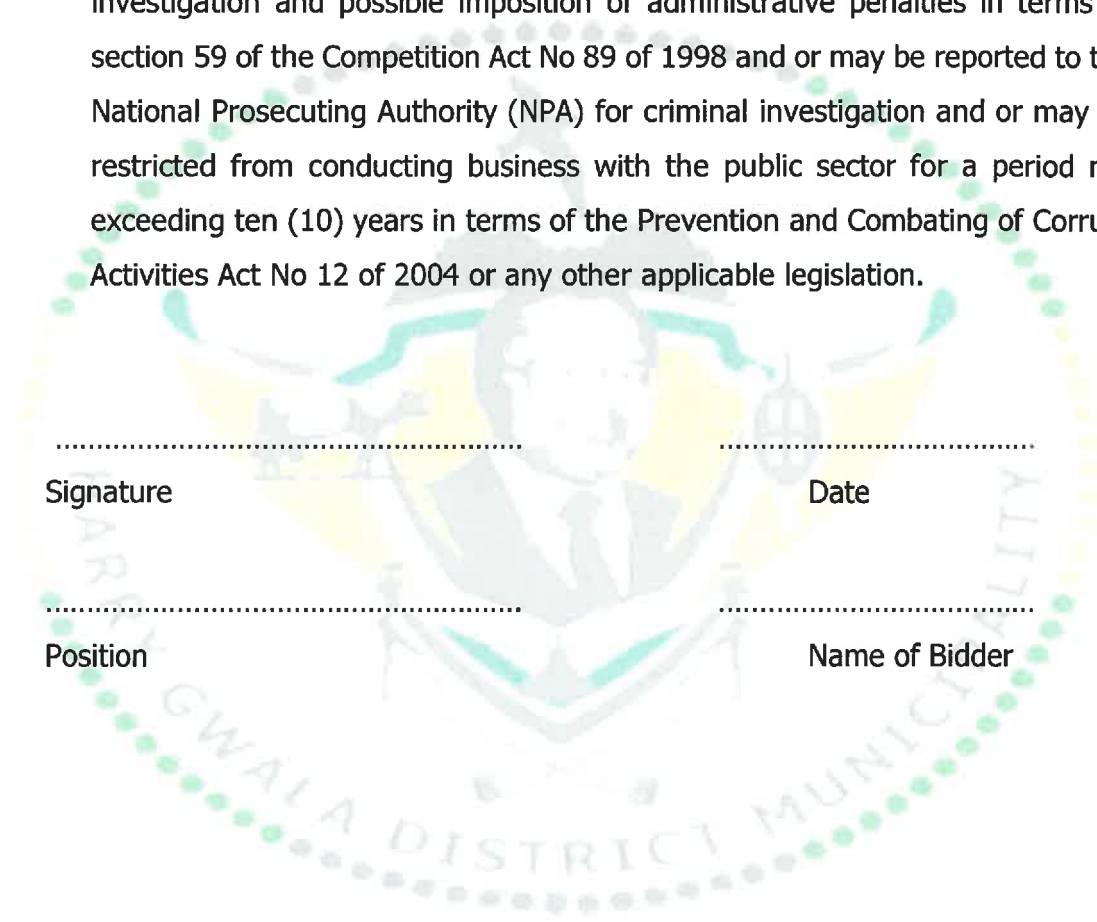 investigation and possible imposition of administrative penalties in terms
section 59 of the Competition Act No 89 of 1998 and or may be reported to t
National Prosecuting Authority (NPA) for criminal investigation and or may
restricted from conducting business with the public sector for a period n
exceeding ten (10) years in terms of the Prevention and Combating of Corru
Activities Act No 12 of 2004 or any other applicable legislation.
Signature Date
Position Name of Bidder
HARRY GWALA DISTRICT MUNICIPALITY